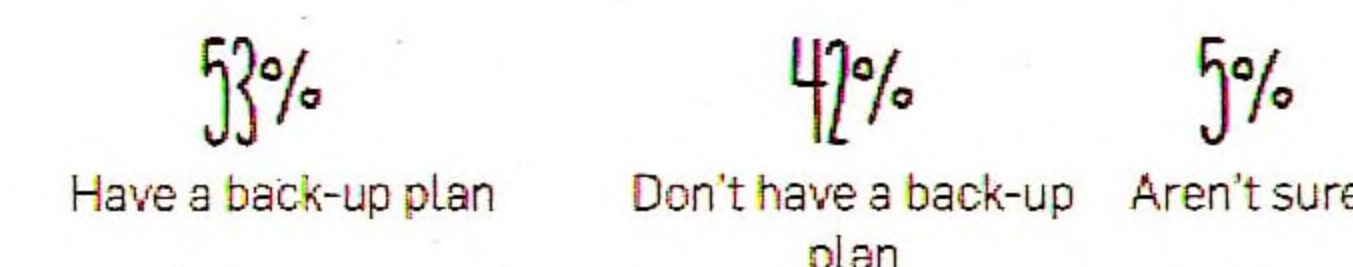 53% 42% 5%
Have a back-up plan Don't have a back-up Aren't sure
plan